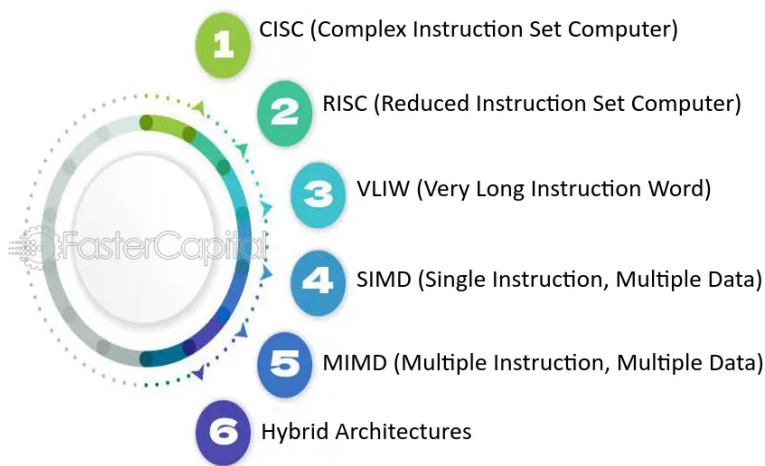 1 CISC (Complex Instruction Set Computer)
2 RISC (Reduced Instruction Set Computer)
3 VLIW (Very Long Instruction Word)
FasterCapital
4 SIMD (Single Instruction, Multiple Data)
5 MIMD (Multiple Instruction, Multiple Data)
6 Hybrid Architectures